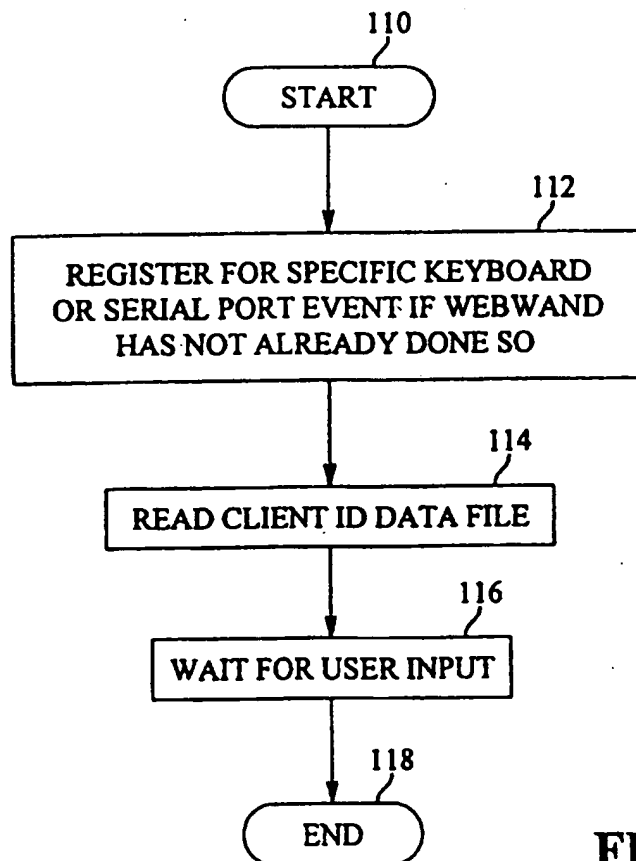 110
START
112
REGISTER FOR SPECIFIC KEYBOARD
OR SERIAL PORT EVENT IF WEBWAND
HAS NOT ALREADY DONE SO
114
READ CLIENT ID DATA FILE
116
WAIT FOR USER INPUT
118
END